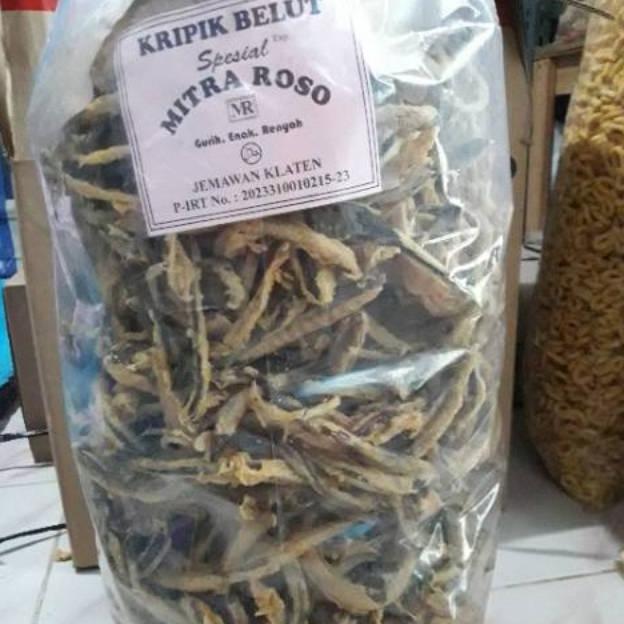 KRIPIK BELUT
Spesial
MITRA ROSO
MR
Gurih. Enak. Renyah
JEMAWAN KLATEN
P-IRT No. : 2023310010215-23